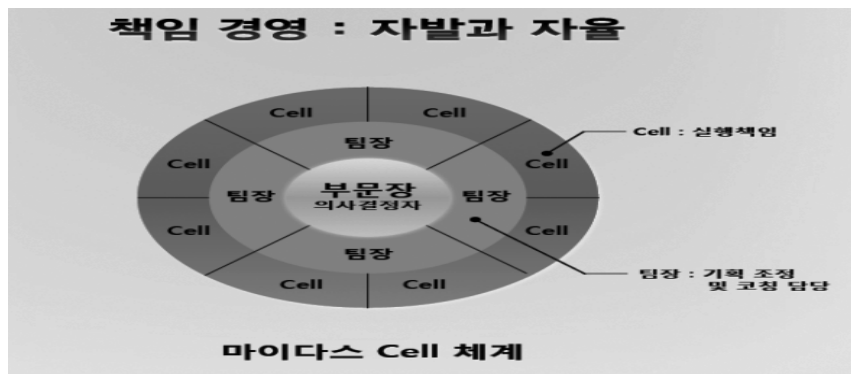 책임 경영 : 자발과 자율
Cell
Cell
팀장
Cell : 실행책임
Cell
Cell
팀장
부문장
의사결정자
팀장
Cell
Cell
팀장
Cell
Cell
팀장 : 기획 조정
및 코칭 담당
마이다스 Cell 체계